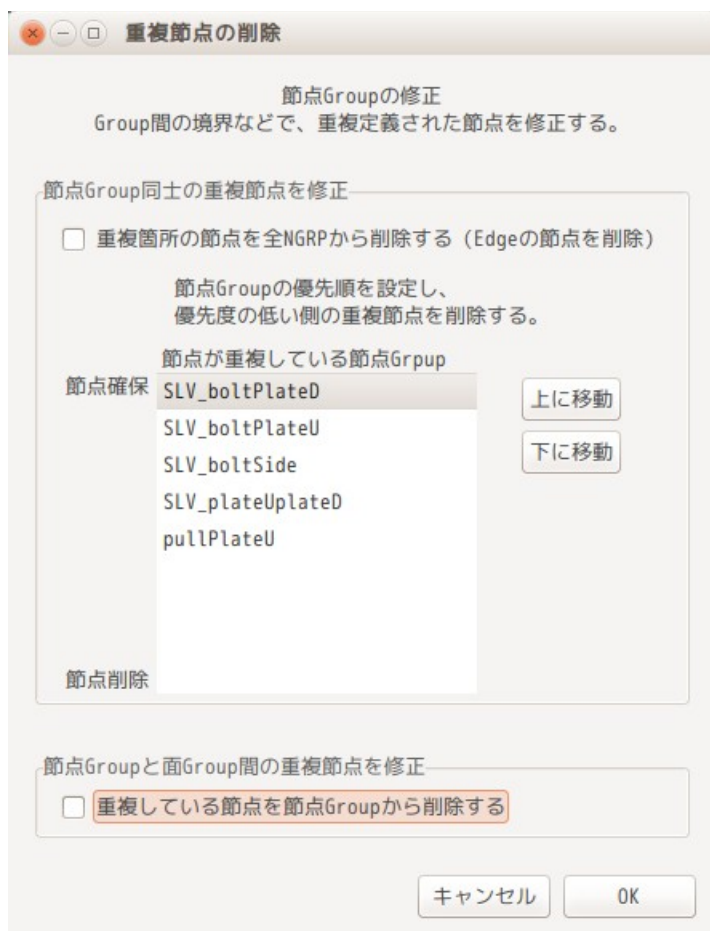 重複節点の削除
節点Groupの修正
Group間の境界などで、重複定義された節点を修正する。
節点Group同士の重複節点を修正
重複箇所の節点を全NGRPから削除する (Edgeの節点を削除)
節点Groupの優先順を設定し、
優先度の低い側の重複節点を削除する。
節点が重複している節点Grpup
節点確保
SLV_boltPlateD
SLV_boltPlateU
SLV_boltSide
SLV_plateUplateD
pullPlateU
上に移動
下に移動
節点削除
節点Groupと面Group間の重複節点を修正
重複している節点を節点Groupから削除する
キャンセル
OK